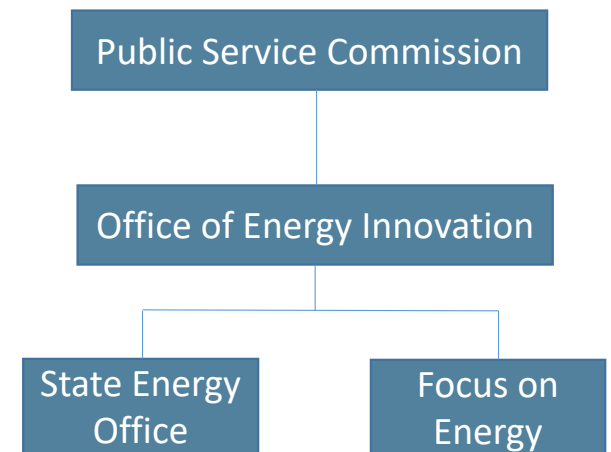 Public Service Commission
Office of Energy Innovation
State Energy
Office
Focus on
Energy